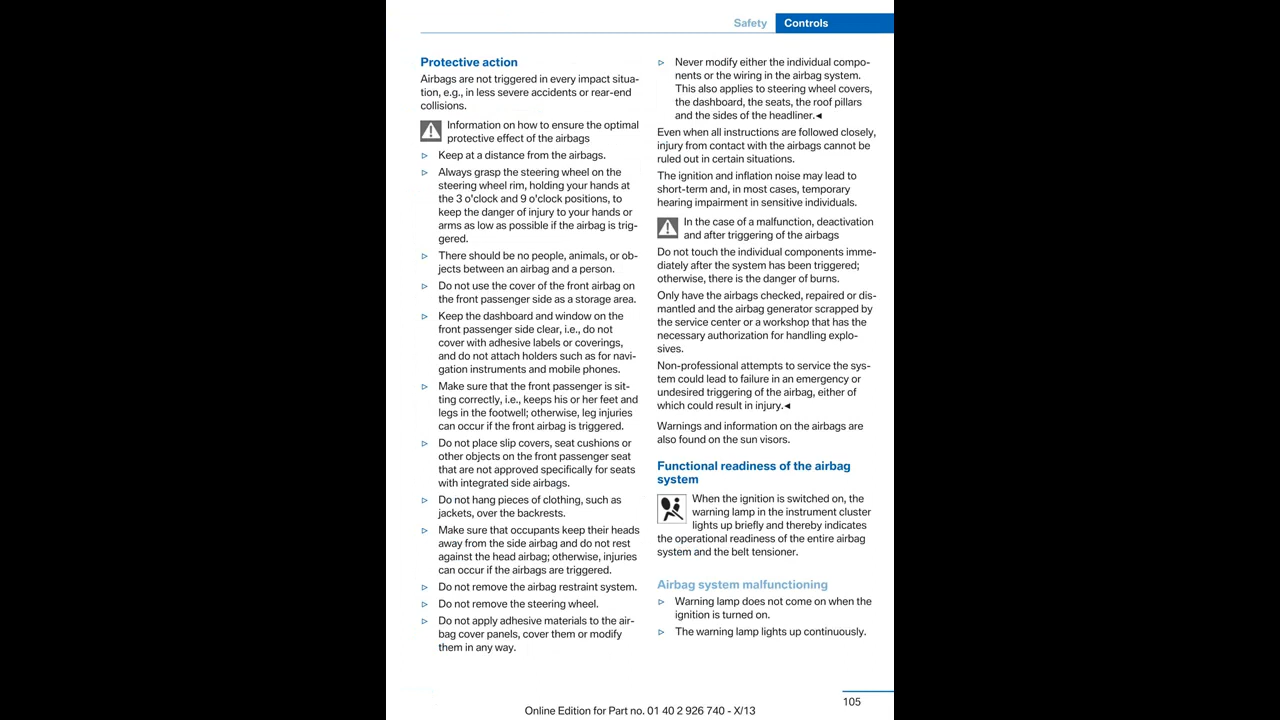 Safety Controls
Protective action
Airbags are not triggered in every impact situa-
tion, e.g., in less severe accidents or rear-end
collisions.
Information on how to ensure the optimal
protective effect of the airbags
▷ Keep at a distance from the airbags.
▷ Always grasp the steering wheel on the
steering wheel rim, holding your hands at
the 3 o'clock and 9 o'clock positions, to
keep the danger of injury to your hands or
arms as low as possible if the airbag is trig-
gered.
▷ There should be no people, animals, or ob-
jects between an airbag and a person.
▷ Do not use the cover of the front airbag on
the front passenger side as a storage area.
▷ Keep the dashboard and window on the
front passenger side clear, i.e., do not
cover with adhesive labels or coverings,
and do not attach holders such as for navi-
gation instruments and mobile phones.
▷ Make sure that the front passenger is sit-
ting correctly, i.e., keeps his or her feet and
legs in the footwell; otherwise, leg injuries
can occur if the front airbag is triggered.
▷ Do not place slip covers, seat cushions or
other objects on the front passenger seat
that are not approved specifically for seats
with integrated side airbags.
▷ Do not hang pieces of clothing, such as
jackets, over the backrests.
▷ Make sure that occupants keep their heads
away from the side airbag and do not rest
against the head airbag; otherwise, injuries
can occur if the airbags are triggered.
▷ Do not remove the airbag restraint system.
▷ Do not remove the steering wheel.
▷ Do not apply adhesive materials to the air-
bag cover panels, cover them or modify
them in any way.
▷ Never modify either the individual compo-
nents or the wiring in the airbag system.
This also applies to steering wheel covers,
the dashboard, the seats, the roof pillars
and the sides of the headliner.◄
Even when all instructions are followed closely,
injury from contact with the airbags cannot be
ruled out in certain situations.
The ignition and inflation noise may lead to
short-term and, in most cases, temporary
hearing impairment in sensitive individuals.
In the case of a malfunction, deactivation
and after triggering of the airbags
Do not touch the individual components imme-
diately after the system has been triggered;
otherwise, there is the danger of burns.
Only have the airbags checked, repaired or dis-
mantled and the airbag generator scrapped by
the service center or a workshop that has the
necessary authorization for handling explo-
sives.
Non-professional attempts to service the sys-
tem could lead to failure in an emergency or
undesired triggering of the airbag, either of
which could result in injury.◄
Warnings and information on the airbags are
also found on the sun visors.
Functional readiness of the airbag
system
When the ignition is switched on, the
warning lamp in the instrument cluster
lights up briefly and thereby indicates
the operational readiness of the entire airbag
system and the belt tensioner.
Airbag system malfunctioning
▷ Warning lamp does not come on when the
ignition is turned on.
▷ The warning lamp lights up continuously.
105
Online Edition for Part no. 01 40 2 926 740 - X/13